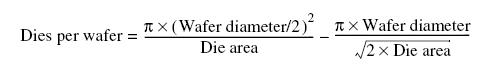 Dies per wafer = π × (Wafer diameter/2)² / Die area − π × Wafer diameter / √(2 × Die area)